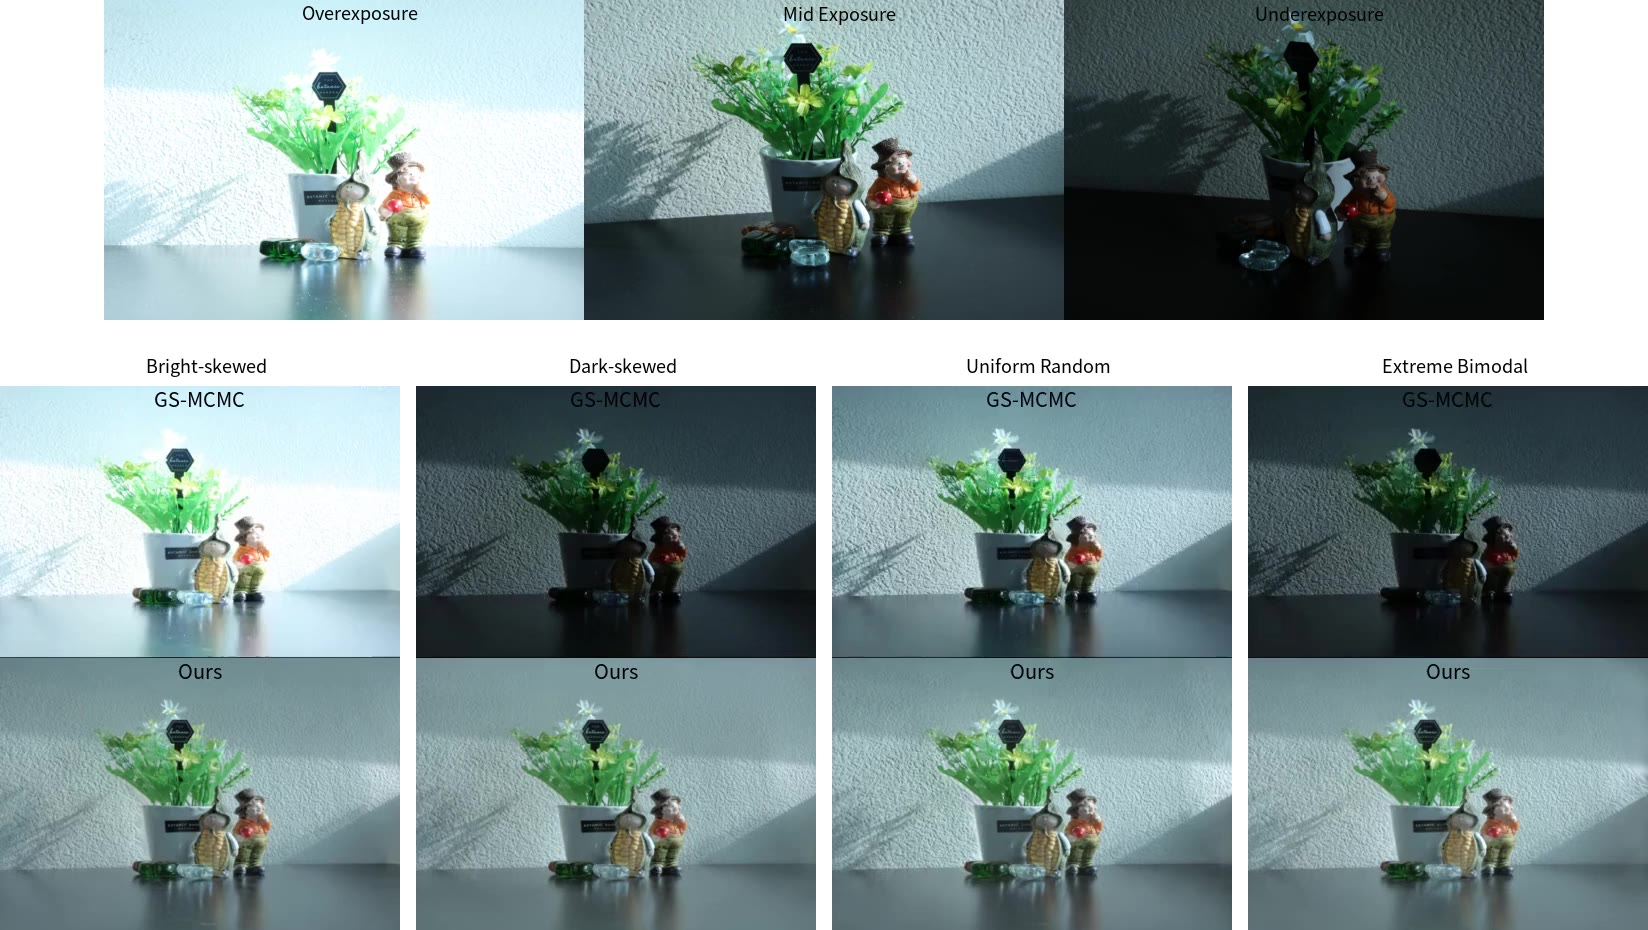 Overexposure
Mid Exposure
Underexposure
Bright-skewed
Dark-skewed
Uniform Random
Extreme Bimodal
GS-MCMC
GS-MCMC
GS-MCMC
GS-MCMC
Ours
Ours
Ours
Ours